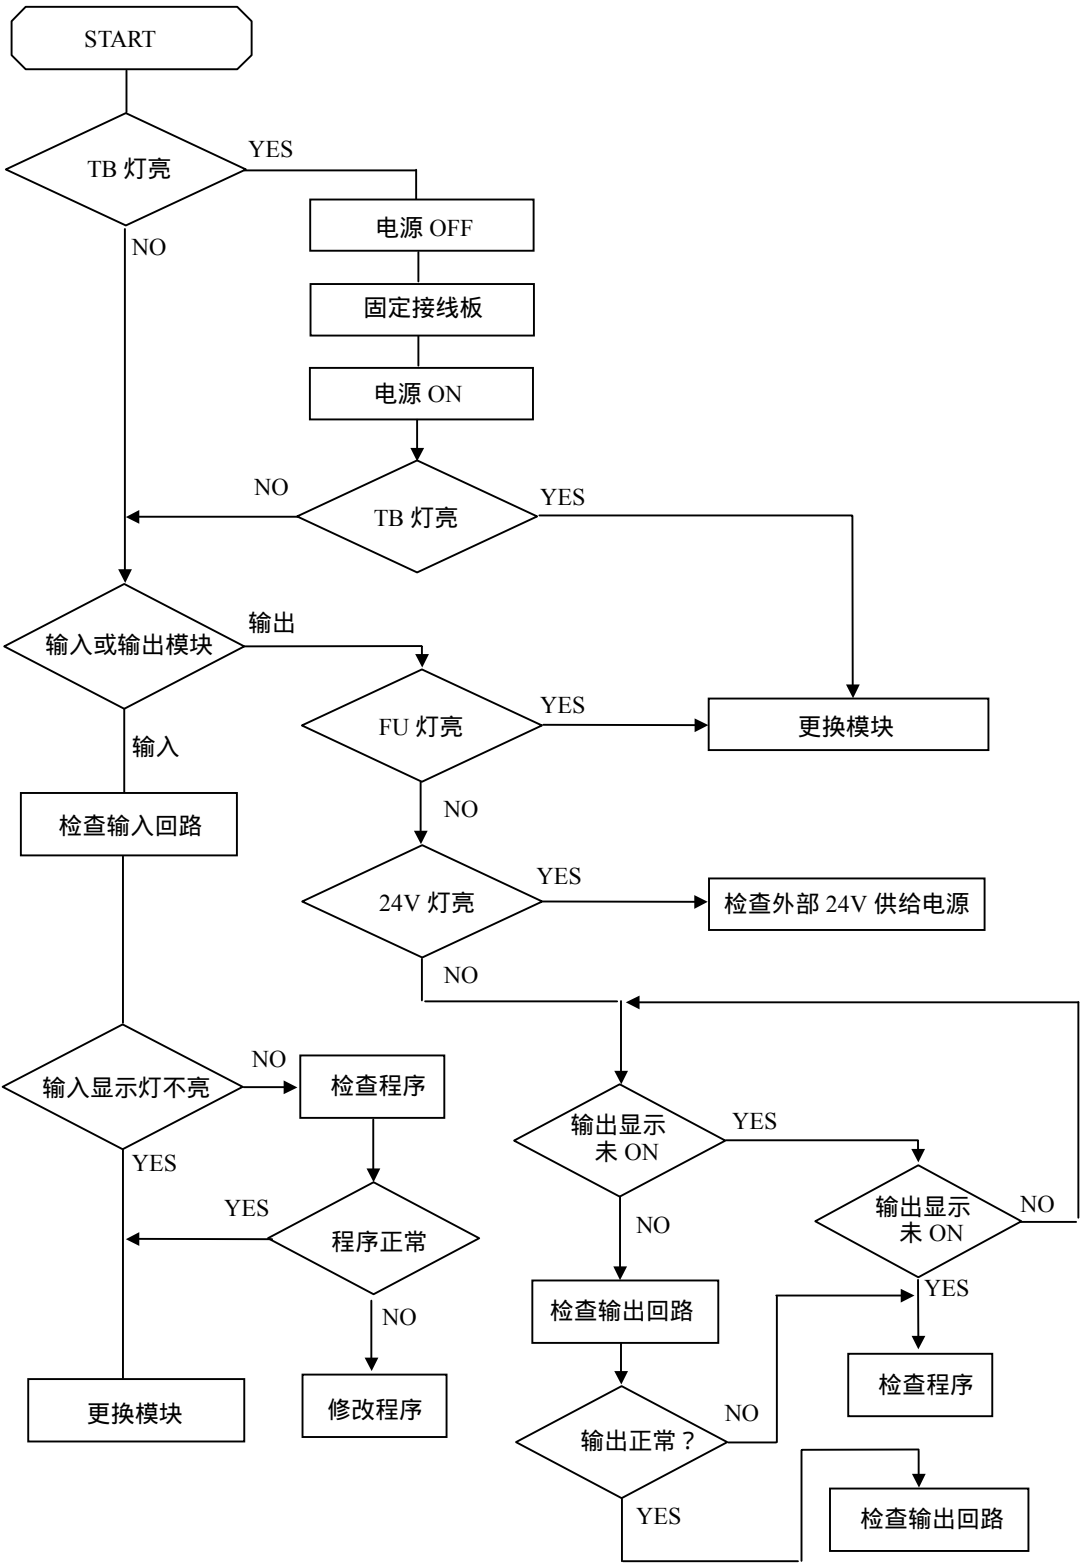 START
TB 灯亮
YES
NO
电源 OFF
固定接线板
电源 ON
TB 灯亮
NO
YES
输入或输出模块
输出
输入
FU 灯亮
YES
更换模块
NO
检查输入回路
24V 灯亮
YES
检查外部 24V 供给电源
NO
输入显示灯不亮
NO
检查程序
YES
程序正常
YES
NO
更换模块
修改程序
输出显示
未 ON
YES
输出显示
未 ON
NO
NO
YES
检查输出回路
检查程序
输出正常？
NO
YES
检查输出回路